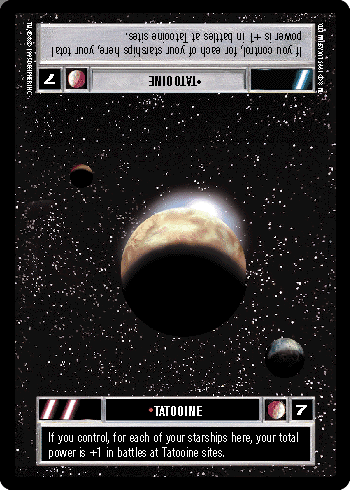 If you control, for each of your starships here, your total
power is +1 in battles at Tatooine sites.
•TATOOINE
7
•TATOOINE
7
If you control, for each of your starships here, your total
power is +1 in battles at Tatooine sites.